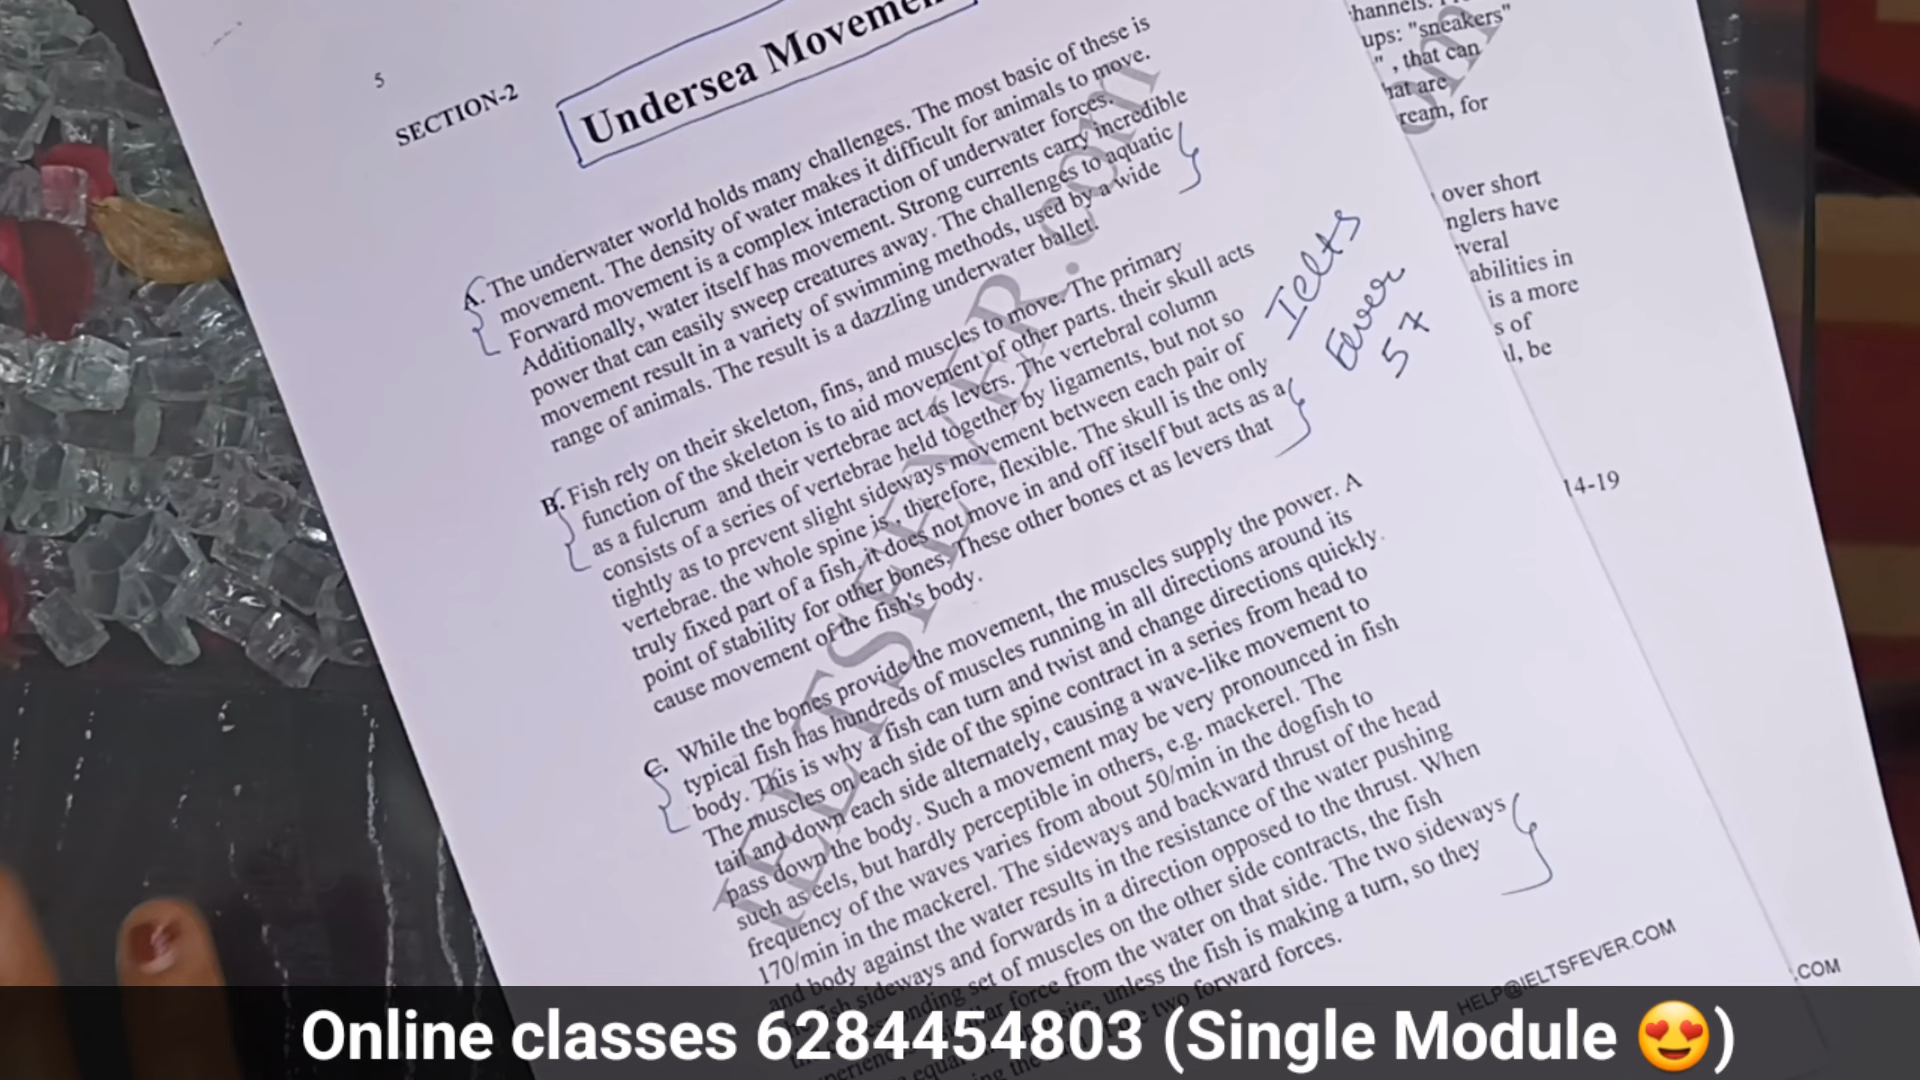 5
SECTION-2
Undersea Movemen
A. The underwater world holds many challenges. The most basic of these is
movement. The density of water makes it difficult for animals to move.
Forward movement is a complex interaction of underwater forces.
Additionally, water itself has movement. Strong currents carry incredible
power that can easily sweep creatures away. The challenges to aquatic
movement result in a variety of swimming methods, used by a wide
range of animals. The result is a dazzling underwater ballet.
B. Fish rely on their skeleton, fins, and muscles to move. The primary
function of the skeleton is to aid movement of other parts. their skull acts
as a fulcrum and their vertebrae act as levers. The vertebral column
consists of a series of vertebrae held together by ligaments, but not so
tightly as to prevent slight sideways movement between each pair of
vertebrae. the whole spine is, therefore, flexible. The skull is the only
truly fixed part of a fish, it does not move in and off itself but acts as a
point of stability for other bones. These other bones ct as levers that
cause movement of the fish's body.
C. While the bones provide the movement, the muscles supply the power. A
typical fish has hundreds of muscles running in all directions around its
body. This is why a fish can turn and twist and change directions quickly.
The muscles on each side of the spine contract in a series from head to
tail and down each side alternately, causing a wave-like movement to
pass down the body. Such a movement may be very pronounced in fish
such as eels, but hardly perceptible in others, e.g. mackerel. The
frequency of the waves varies from about 50/min in the dogfish to
170/min in the mackerel. The sideways and backward thrust of the head
and body against the water results in the resistance of the water pushing
the fish sideways and forwards in a direction opposed to the thrust. When
the corresponding set of muscles on the other side contracts, the fish
experiences a similar force from the water on that side. The two sideways
equal unless the fish is making a turn, so they
the two forward forces.
Ielts
Fever
57
IELTSFEVER.com
HELP@IELTSFEVER.COM
hannels.
ups: "sneakers"
", that can
hat are
ream, for
over short
nglers have
veral
abilities in
is a more
s of
l, be
14-19
.COM
Online classes 6284454803 (Single Module 😍)